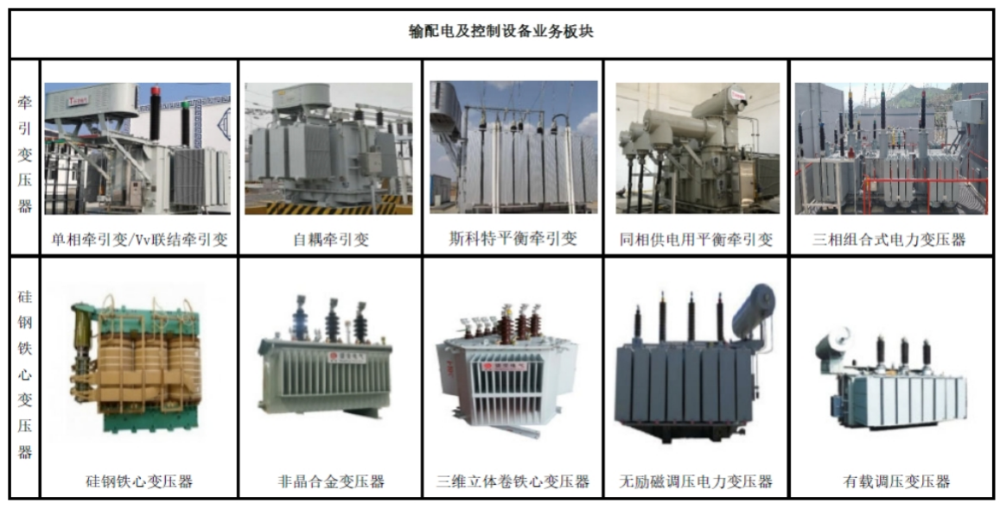 输配电及控制设备业务板块
牵引变压器
单相牵引变/Vv联结牵引变
自耦牵引变
斯科特平衡牵引变
同相供电用平衡牵引变
三相组合式电力变压器
硅钢铁心变压器
硅钢铁心变压器
非晶合金变压器
三维立体卷铁心变压器
无励磁调压电力变压器
有载调压变压器